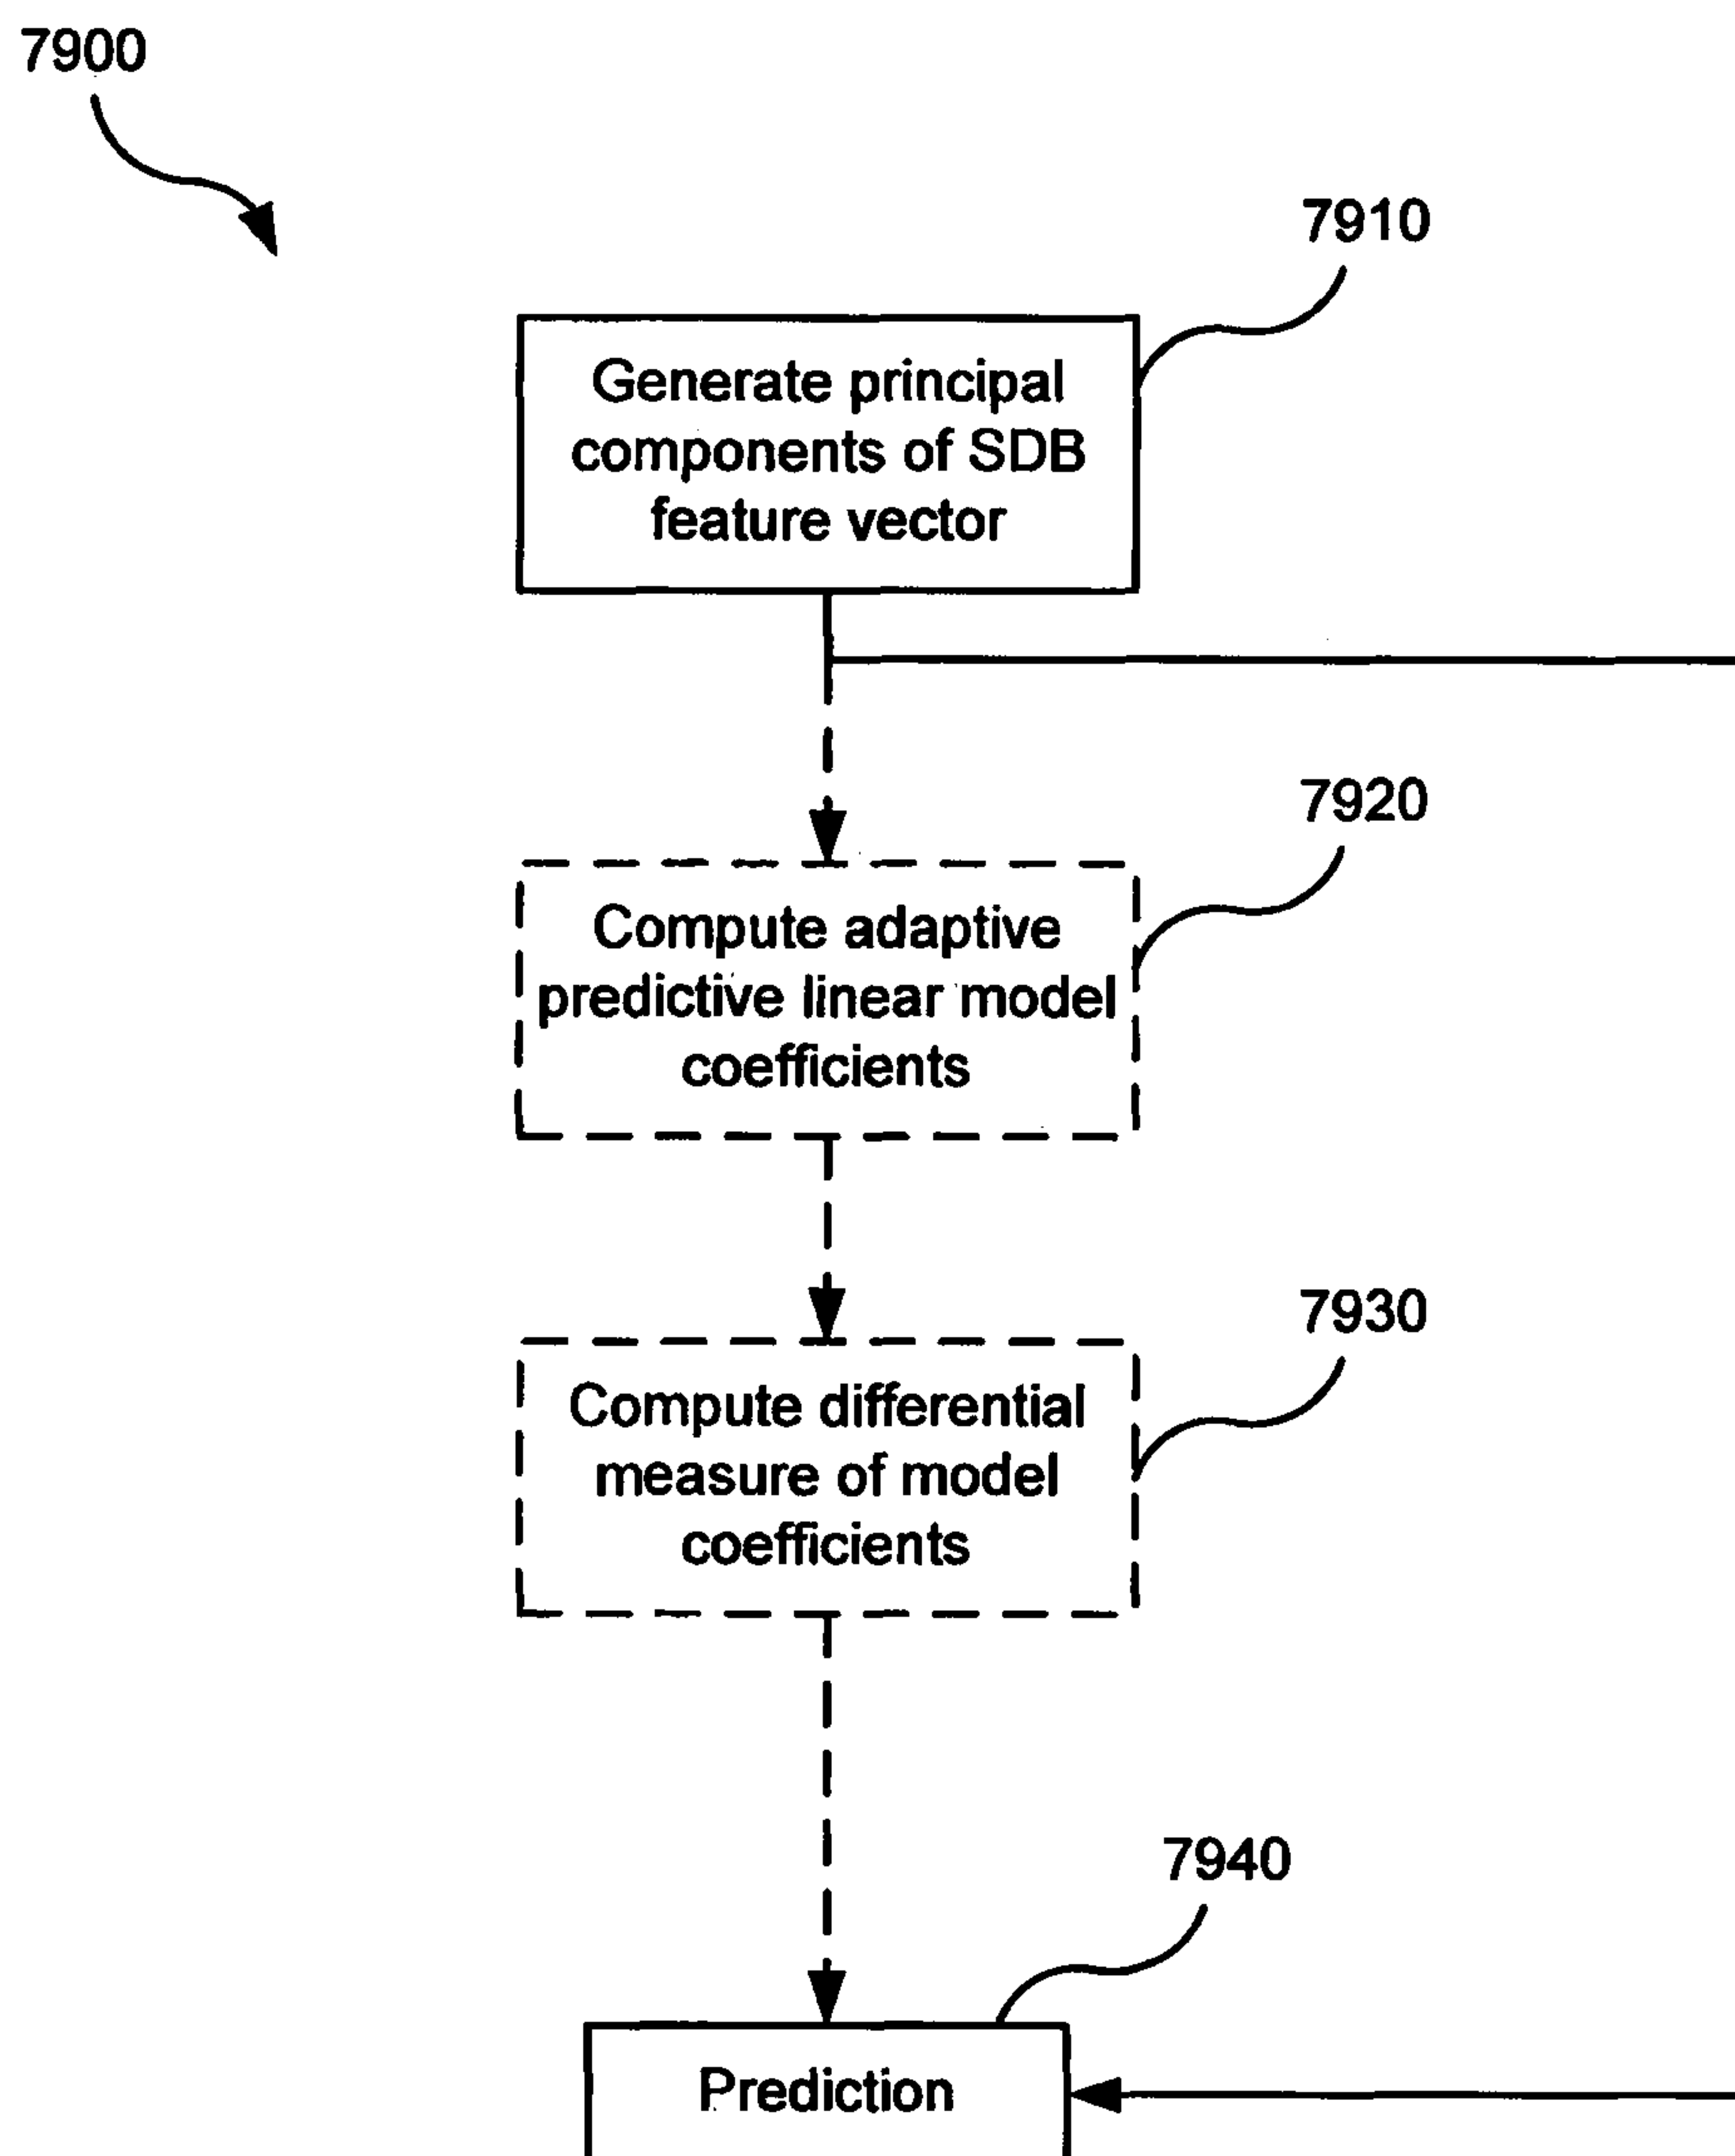 7900
7910
Generate principal
components of SDB
feature vector
7920
Compute adaptive
predictive linear model
coefficients
7930
Compute differential
measure of model
coefficients
7940
Prediction